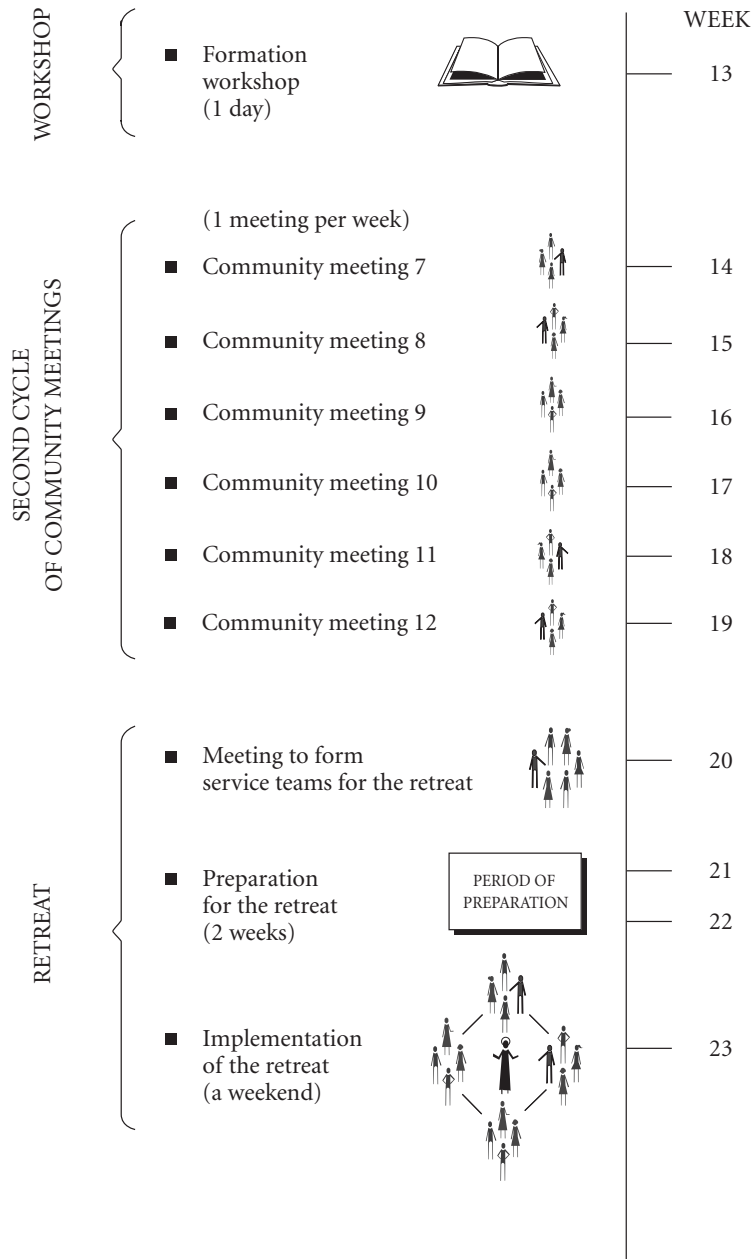 WEEK
WORKSHOP
■ Formation
workshop
(1 day)
13
SECOND CYCLE
OF COMMUNITY MEETINGS
(1 meeting per week)
■ Community meeting 7
14
■ Community meeting 8
15
■ Community meeting 9
16
■ Community meeting 10
17
■ Community meeting 11
18
■ Community meeting 12
19
RETREAT
■ Meeting to form
service teams for the retreat
20
■ Preparation
for the retreat
(2 weeks)
PERIOD OF
PREPARATION
21
22
■ Implementation
of the retreat
(a weekend)
23